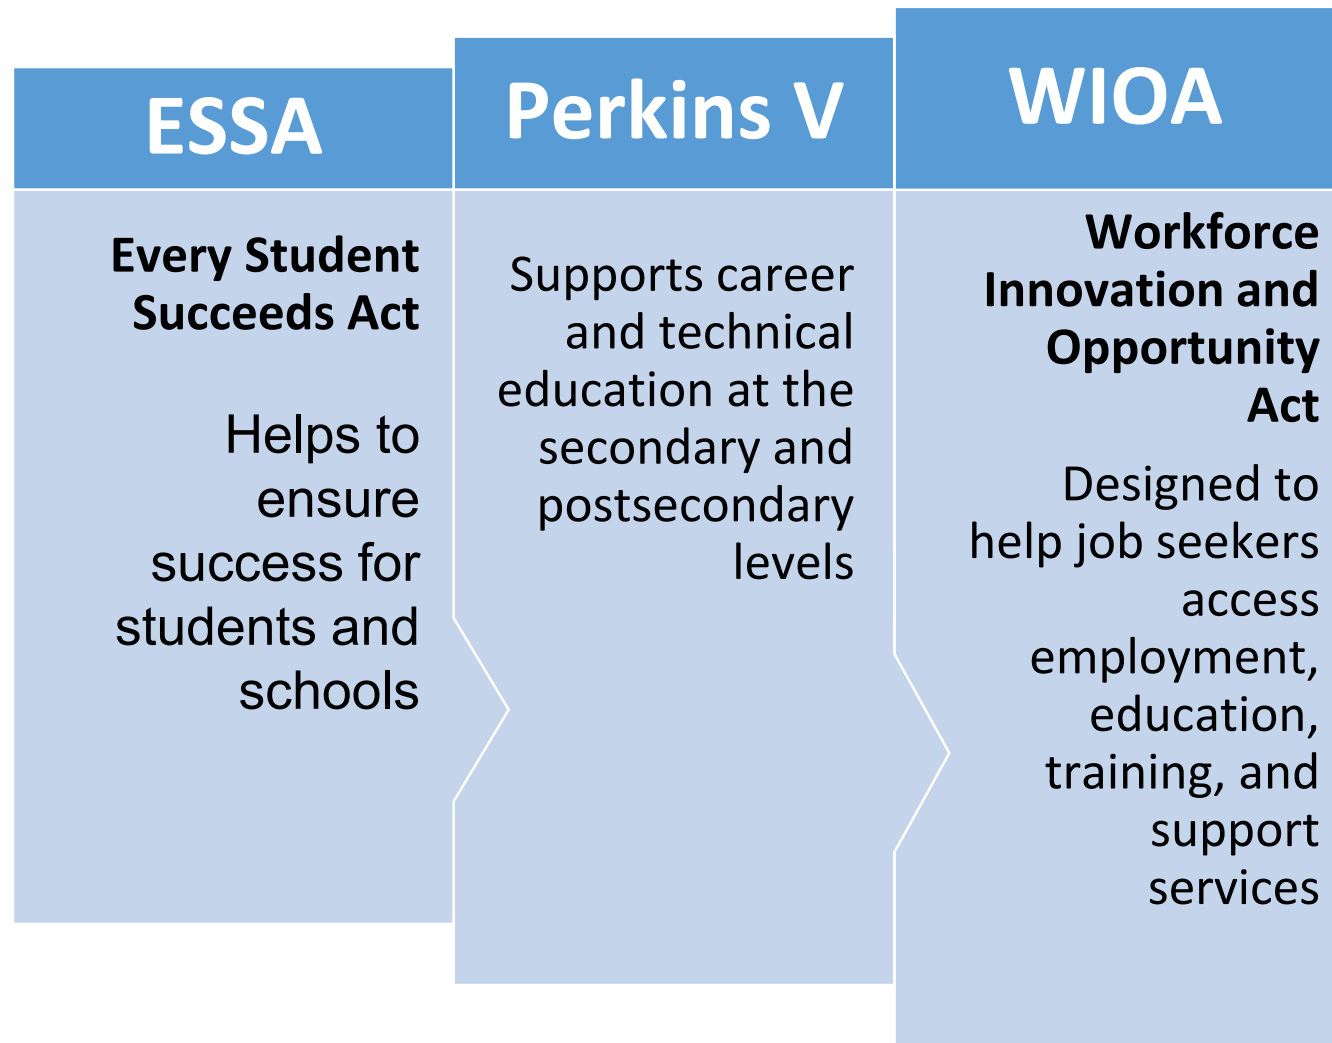 ESSA
Every Student
Succeeds Act
Helps to
ensure
success for
students and
schools
Perkins V
Supports career
and technical
education at the
secondary and
postsecondary
levels
WIOA
Workforce
Innovation and
Opportunity
Act
Designed to
help job seekers
access
employment,
education,
training, and
support
services